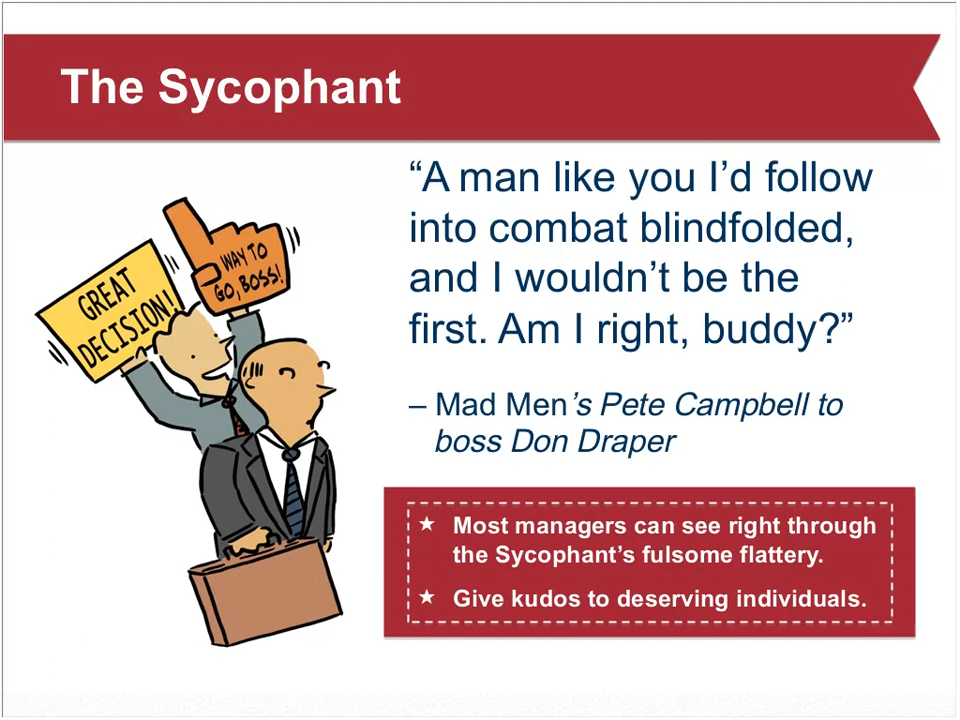 The Sycophant
“A man like you I’d follow
into combat blindfolded,
and I wouldn’t be the
first. Am I right, buddy?”
– Mad Men’s Pete Campbell to
boss Don Draper
GREAT
DECISION!
WAY TO
GO, BOSS!
★ Most managers can see right through
the Sycophant’s fulsome flattery.
★ Give kudos to deserving individuals.